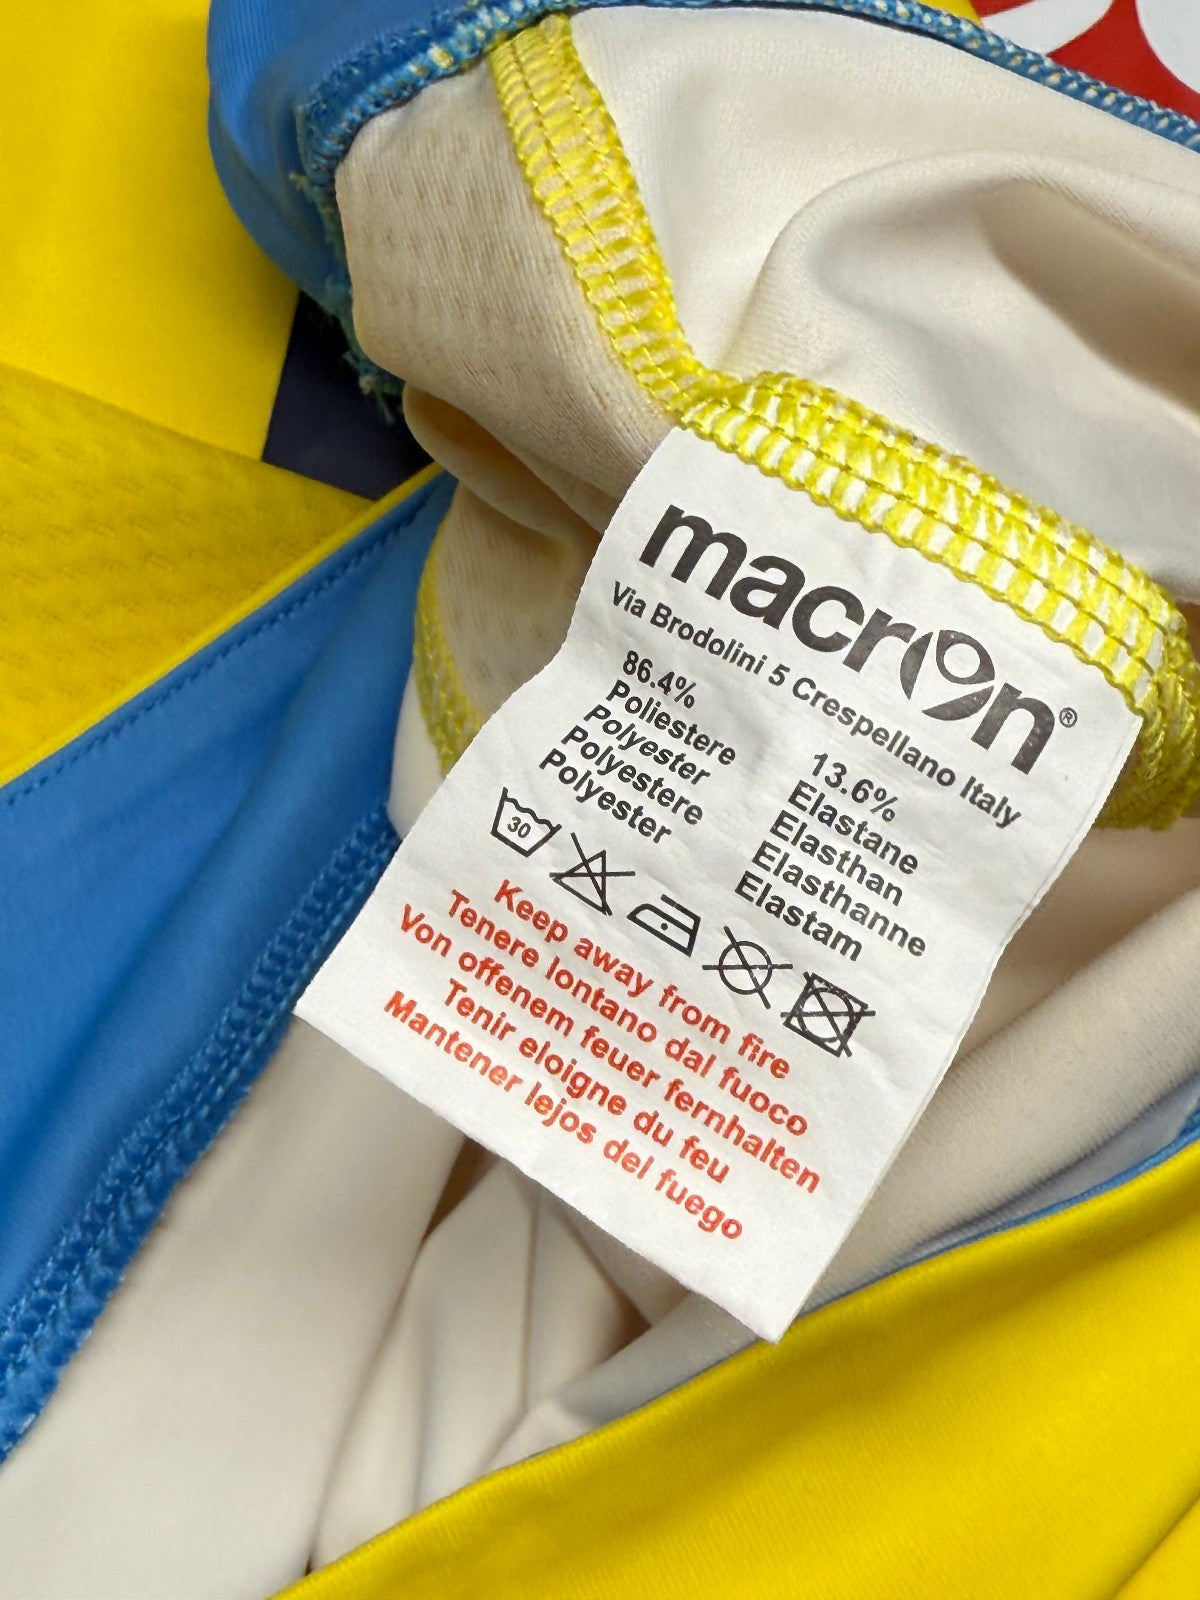 macron®
Via Brodolini 5 Crespellano Italy
86.4%
Poliestere
Polyester
Polyestere
Polyester
13.6%
Elastane
Elasthan
Elasthanne
Elastam
30
Keep away from fire
Tenere lontano dal fuoco
Von offenem feuer fernhalten
Tenir eloigne du feu
Mantener lejos del fuego